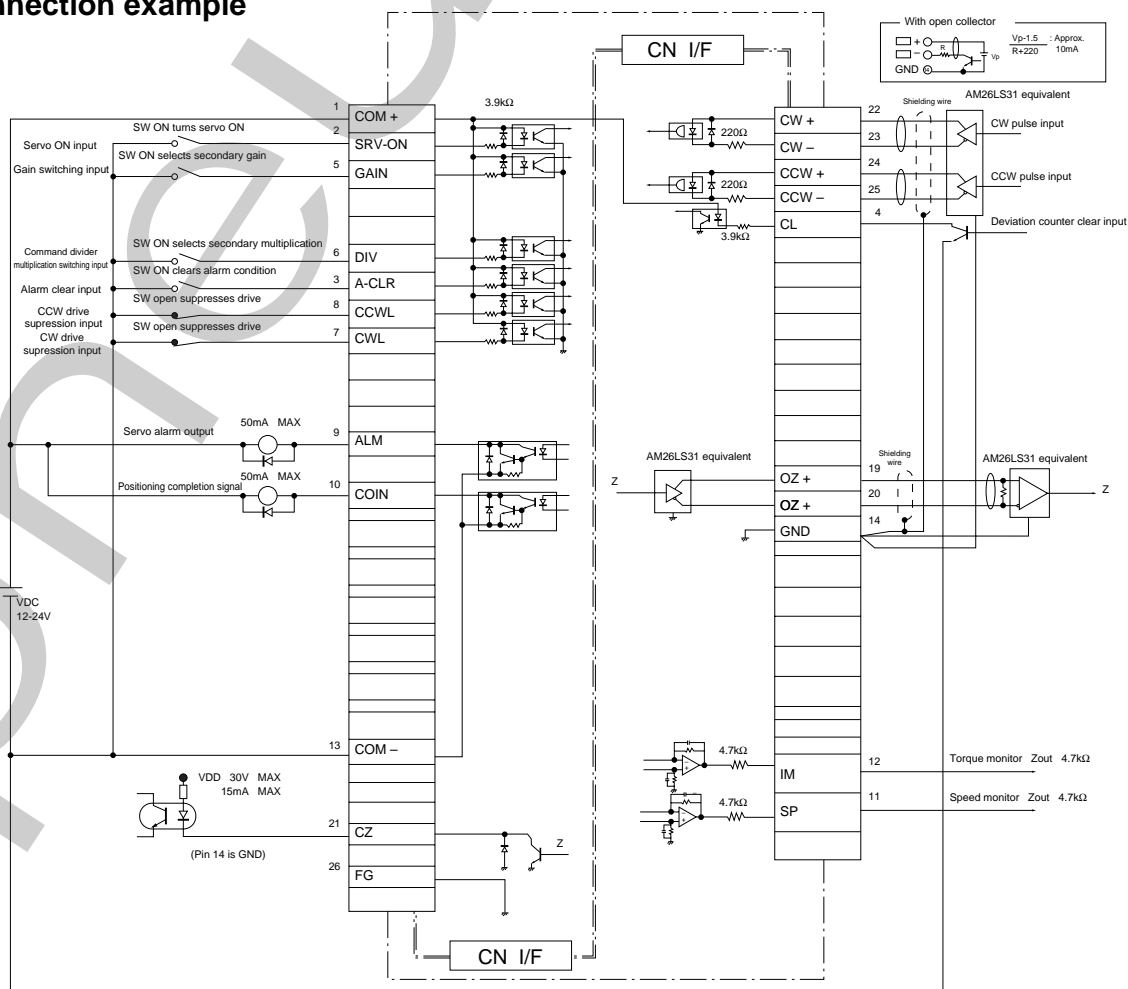 nnection example
CN I/F
With open collector
+
R
Vp
–
GND
14
Vp-1.5
R+220
: Approx.
10mA
1
COM +
3.9kΩ
SW ON turns servo ON
2
Servo ON input
SRV-ON
SW ON selects secondary gain
5
Gain switching input
GAIN
SW ON selects secondary multiplication
Command divider
multiplication switching input
6
DIV
SW ON clears alarm condition
3
Alarm clear input
A-CLR
SW open suppresses drive
8
CCW drive
supression input
CCWL
SW open suppresses drive
7
CW drive
supression input
CWL
Servo alarm output
50mA MAX
9
ALM
50mA MAX
Positioning completion signal
10
COIN
VDC
12-24V
13
COM –
VDD 30V MAX
15mA MAX
21
CZ
Z
(Pin 14 is GND)
26
FG
CN I/F
220Ω
CW +
22
Shielding wire
AM26LS31 equivalent
CW pulse input
CW –
23
220Ω
CCW +
24
CCW pulse input
CCW –
25
3.9kΩ
CL
4
Deviation counter clear input
AM26LS31 equivalent
Z
OZ +
19
Shielding
wire
AM26LS31 equivalent
Z
OZ +
20
GND
14
4.7kΩ
IM
12
Torque monitor Zout 4.7kΩ
4.7kΩ
SP
11
Speed monitor Zout 4.7kΩ